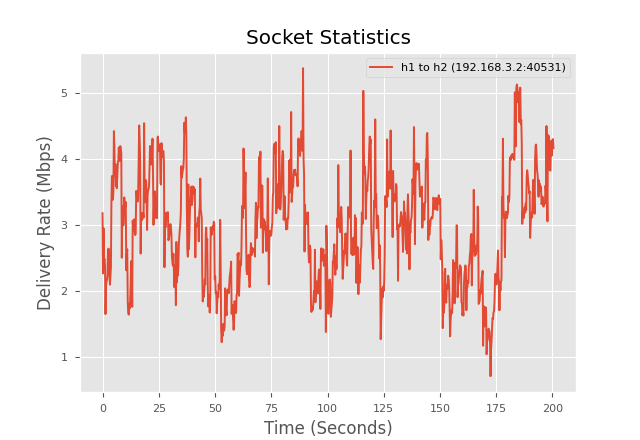 Socket Statistics
h1 to h2 (192.168.3.2:40531)
Delivery Rate (Mbps)
5
4
3
2
1
0 25 50 75 100 125 150 175 200
Time (Seconds)